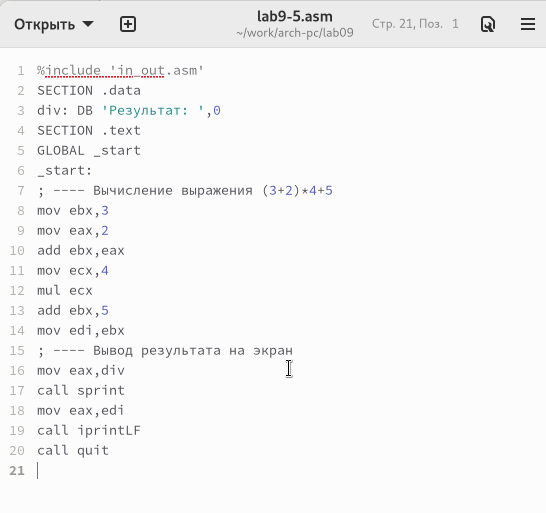 Открыть
lab9-5.asm
~/work/arch-pc/lab09
Стр. 21, Поз. 1
1 %include 'in_out.asm'
2 SECTION .data
3 div: DB 'Результат: ',0
4 SECTION .text
5 GLOBAL _start
6 _start:
7 ; ---- Вычисление выражения (3+2)*4+5
8 mov ebx,3
9 mov eax,2
10 add ebx,eax
11 mov ecx,4
12 mul ecx
13 add ebx,5
14 mov edi,ebx
15 ; ---- Вывод результата на экран
16 mov eax,div
17 call sprint
18 mov eax,edi
19 call iprintLF
20 call quit
21